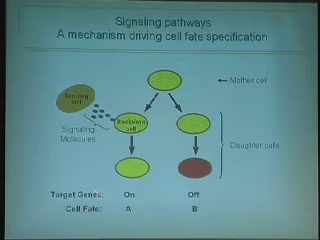 Signaling pathways
A mechanism driving cell fate specification
Mother cell
Sending
cell
Recipient
cell
Signaling
Molecules
Daughter cells
Target Genes: On Off
Cell Fate: A B